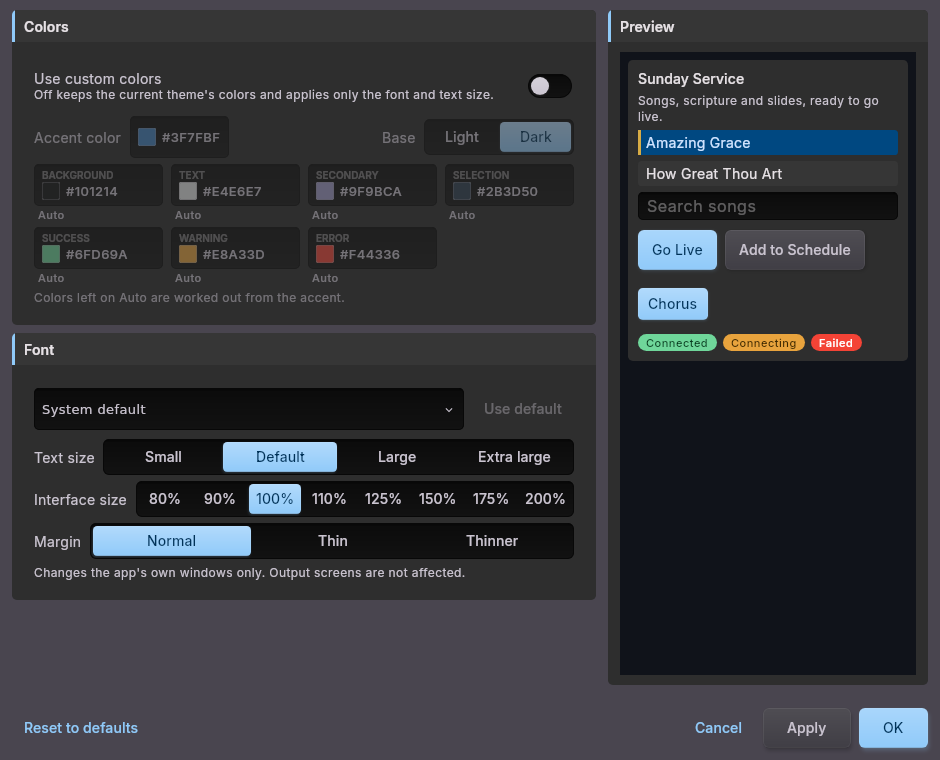 Colors
Use custom colors
Off keeps the current theme's colors and applies only the font and text size.
Accent color #3F7FBF Base Light Dark
BACKGROUND TEXT SECONDARY SELECTION
#101214 #E4E6E7 #9F9BCA #2B3D50
Auto Auto Auto Auto
SUCCESS WARNING ERROR
#6FD69A #E8A33D #F44336
Auto Auto Auto
Colors left on Auto are worked out from the accent.
Font
System default Use default
Text size Small Default Large Extra large
Interface size 80% 90% 100% 110% 125% 150% 175% 200%
Margin Normal Thin Thinner
Changes the app's own windows only. Output screens are not affected.
Preview
Sunday Service
Songs, scripture and slides, ready to go
live.
Amazing Grace
How Great Thou Art
Search songs
Go Live Add to Schedule
Chorus
Connected Connecting Failed
Reset to defaults Cancel Apply OK